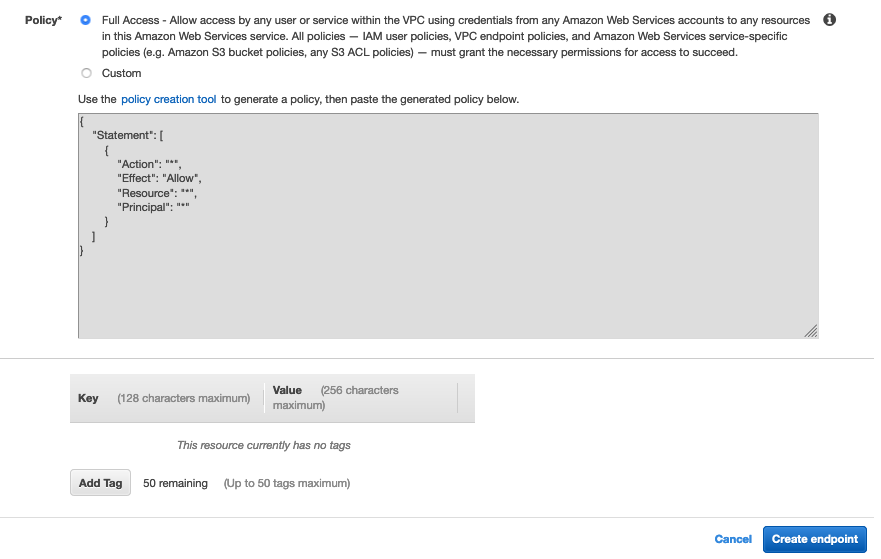 Policy* Full Access - Allow access by any user or service within the VPC using credentials from any Amazon Web Services accounts to any resources
in this Amazon Web Services service. All policies — IAM user policies, VPC endpoint policies, and Amazon Web Services service-specific
policies (e.g. Amazon S3 bucket policies, any S3 ACL policies) — must grant the necessary permissions for access to succeed.
Custom
Use the policy creation tool to generate a policy, then paste the generated policy below.
{
"Statement": [
{
"Action": "*",
"Effect": "Allow",
"Resource": "*",
"Principal": "*"
}
]
}
Key (128 characters maximum) Value (256 characters
maximum)
This resource currently has no tags
Add Tag 50 remaining (Up to 50 tags maximum)
Cancel Create endpoint